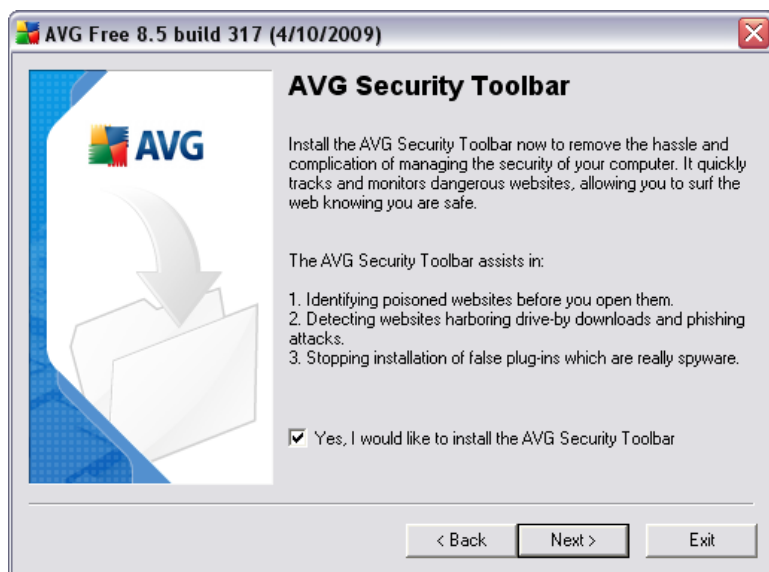 AVG Free 8.5 build 317 (4/10/2009)
AVG
AVG Security Toolbar
Install the AVG Security Toolbar now to remove the hassle and
complication of managing the security of your computer. It quickly
tracks and monitors dangerous websites, allowing you to surf the
web knowing you are safe.
The AVG Security Toolbar assists in:
1. Identifying poisoned websites before you open them.
2. Detecting websites harboring drive-by downloads and phishing
attacks.
3. Stopping installation of false plug-ins which are really spyware.
Yes, I would like to install the AVG Security Toolbar
< Back
Next >
Exit